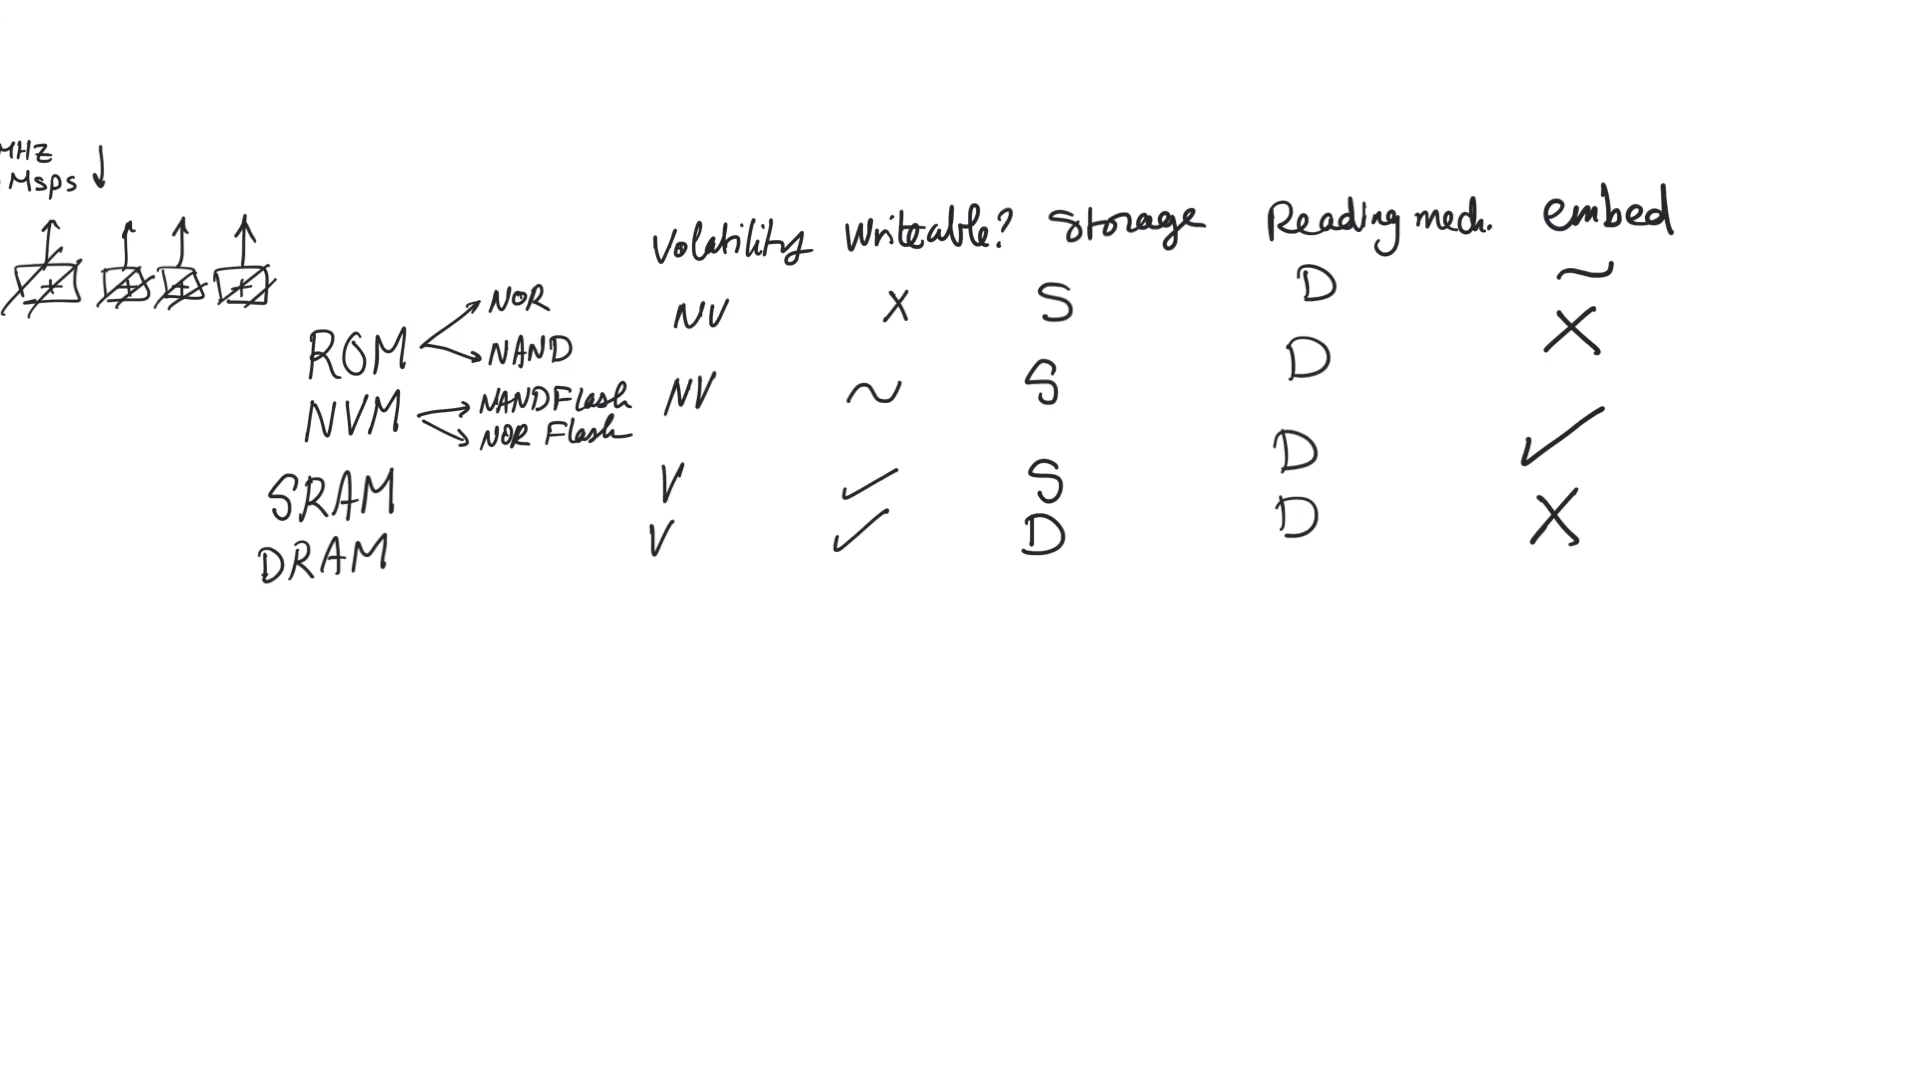 MHZ
Msps ↓
Volatility Writeable? Storage Reading mech. embed
ROM NOR NV X S D ~
NAND
NVM NANDFlash NV ~ S D X
NOR Flash
SRAM V ✓ S D ✓
DRAM V ✓ D D X